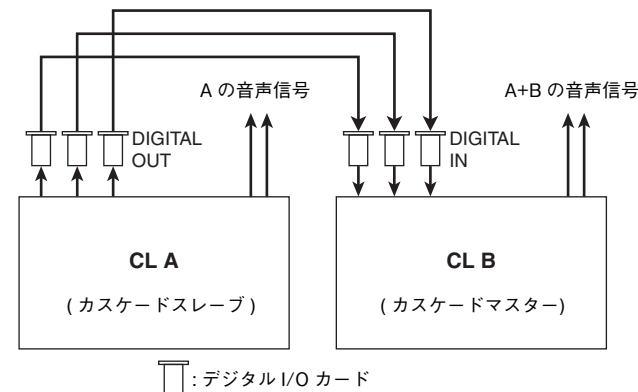 A の音声信号
A+B の音声信号
DIGITAL
OUT
DIGITAL
IN
CL A
( カスケードスレーブ )
CL B
( カスケードマスター)
: デジタル I/O カード